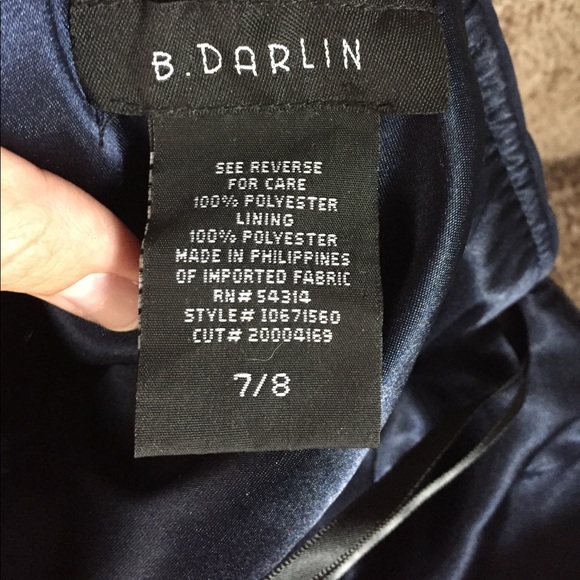 B. DARLIN
SEE REVERSE
FOR CARE
100% POLYESTER
LINING
100% POLYESTER
MADE IN PHILIPPINES
OF IMPORTED FABRIC
RN# 54314
STYLE# I0671560
CUT# 20004169
7/8